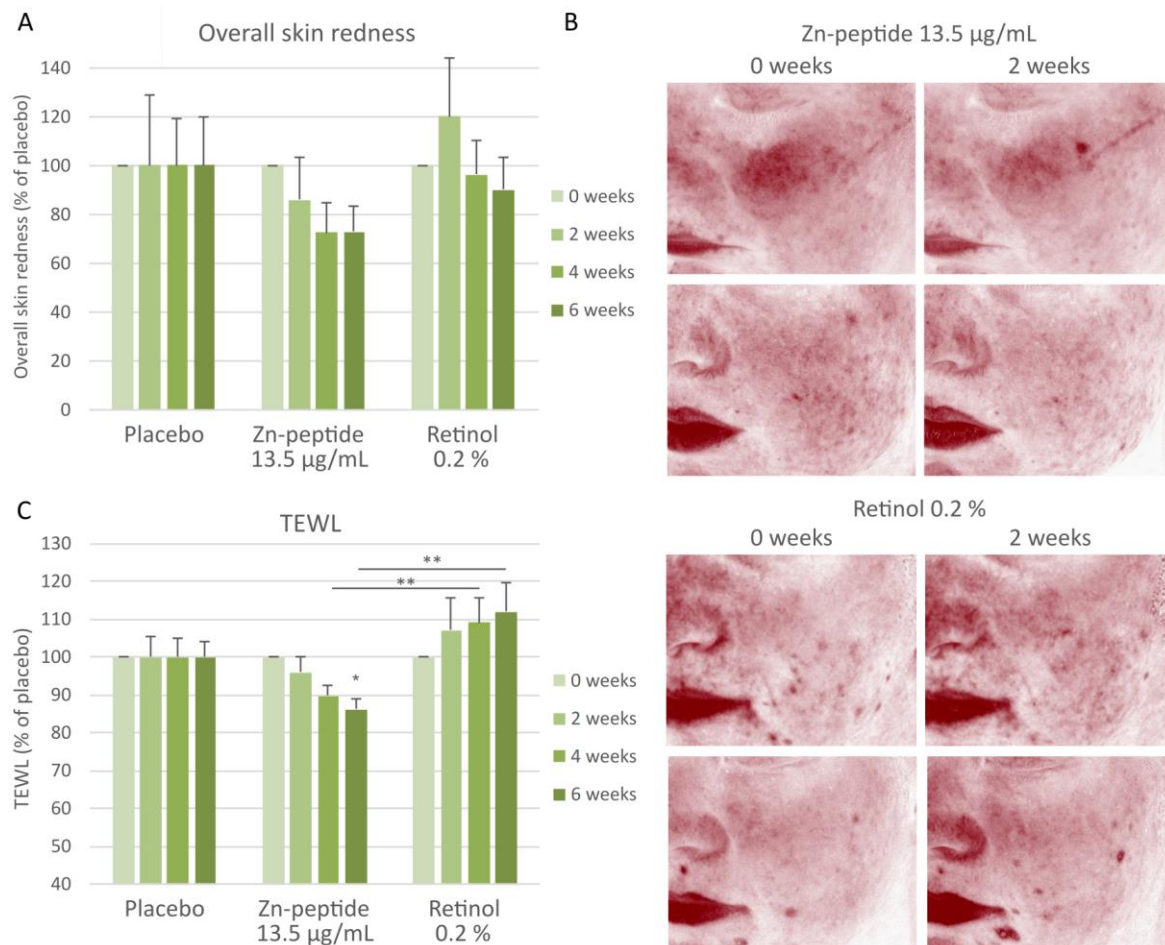 A
Overall skin redness
Overall skin redness (% of placebo)
140
120
100
80
60
40
20
0
Placebo
Zn-peptide
13.5 µg/mL
Retinol
0.2 %
0 weeks
2 weeks
4 weeks
6 weeks
B
Zn-peptide 13.5 µg/mL
0 weeks 2 weeks
C
TEWL
TEWL (% of placebo)
130
120
110
100
90
80
70
60
50
40
**
**
*
Placebo
Zn-peptide
13.5 µg/mL
Retinol
0.2 %
0 weeks
2 weeks
4 weeks
6 weeks
Retinol 0.2 %
0 weeks 2 weeks